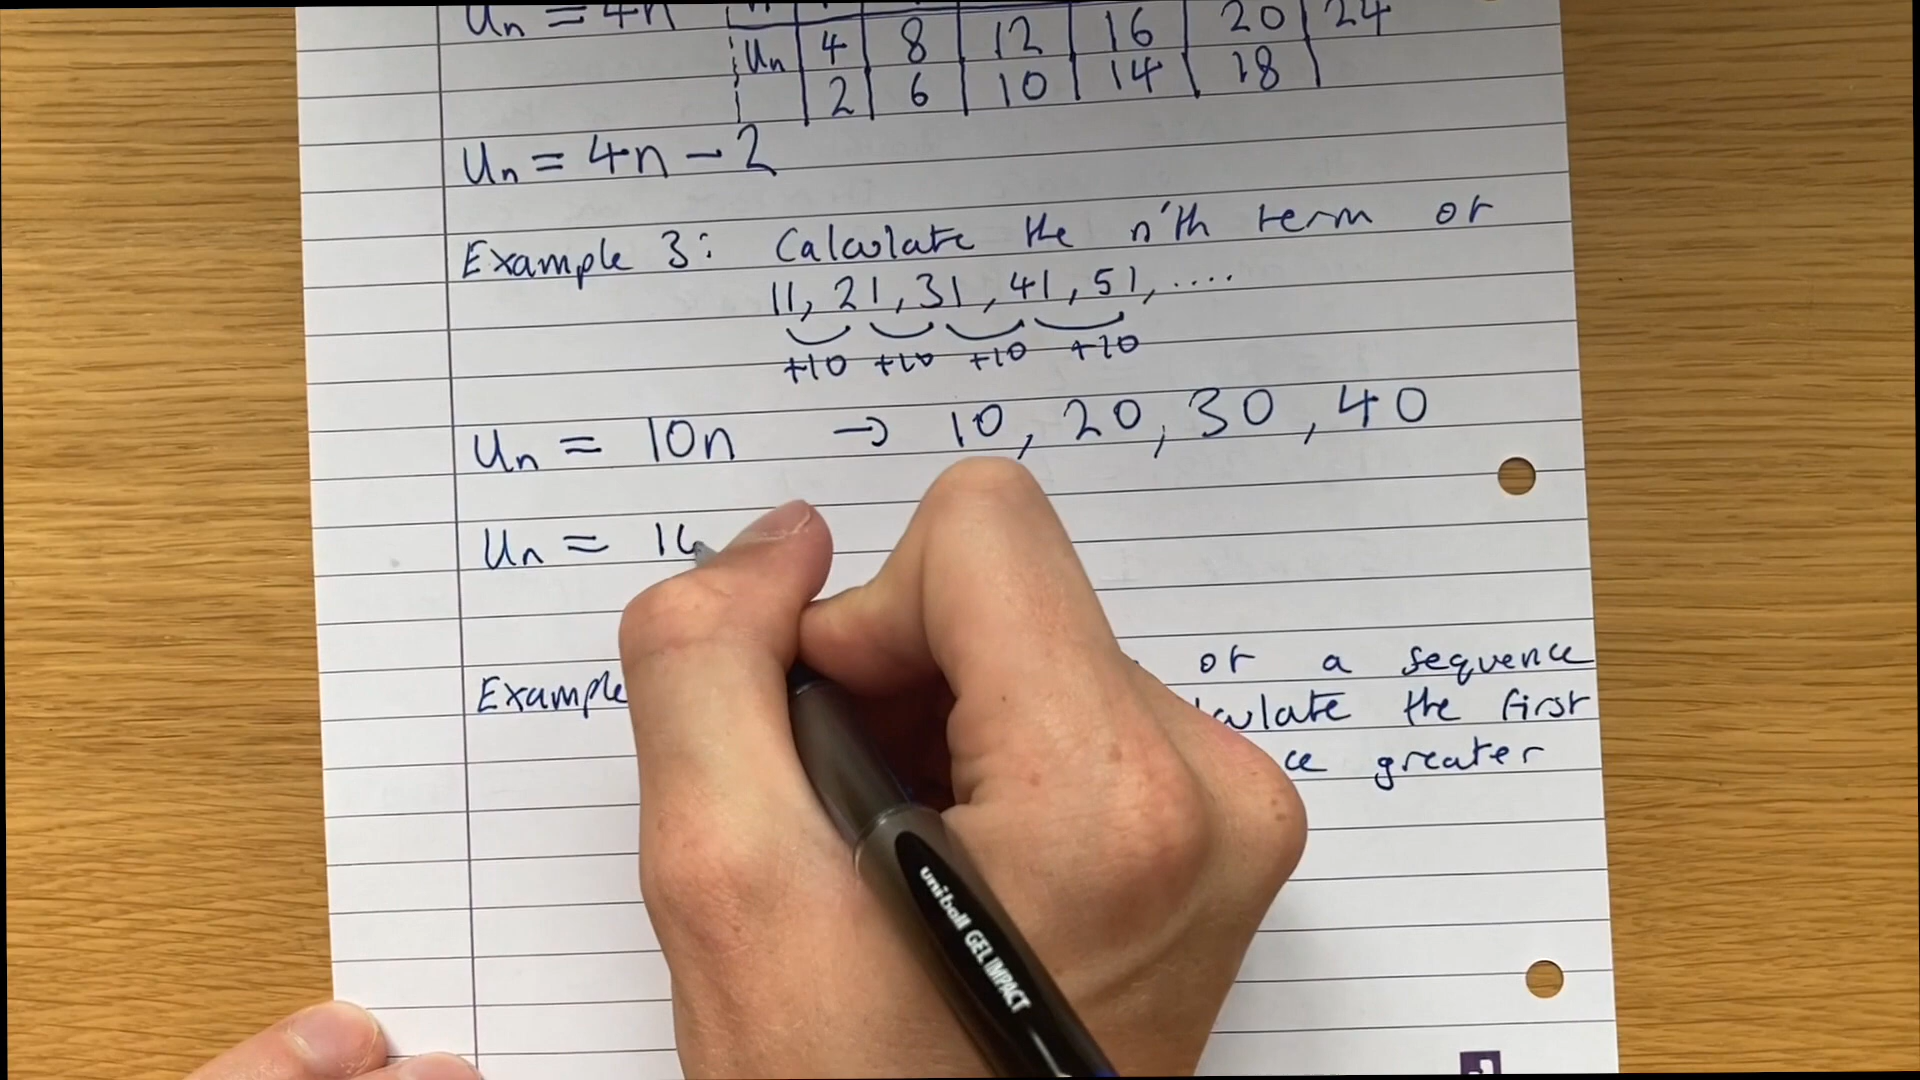 Un = 4n
Un 4 8 12 16 20 24
2 6 10 14 18
Un = 4n - 2
Example 3: Calculate the n'th term of
11, 21, 31, 41, 51, ....
+10 +10 +10 +10
Un = 10n → 10, 20, 30, 40
Un = 10
Example of a sequence
the first
greater
uniball GEL IMPACT